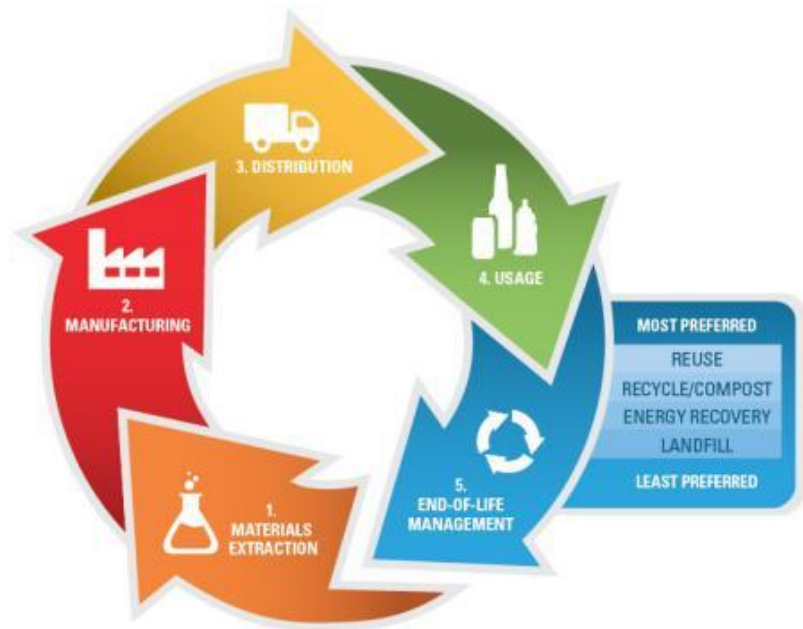 1.
MATERIALS
EXTRACTION
2.
MANUFACTURING
3. DISTRIBUTION
4. USAGE
5.
END-OF-LIFE
MANAGEMENT
MOST PREFERRED
REUSE
RECYCLE/COMPOST
ENERGY RECOVERY
LANDFILL
LEAST PREFERRED